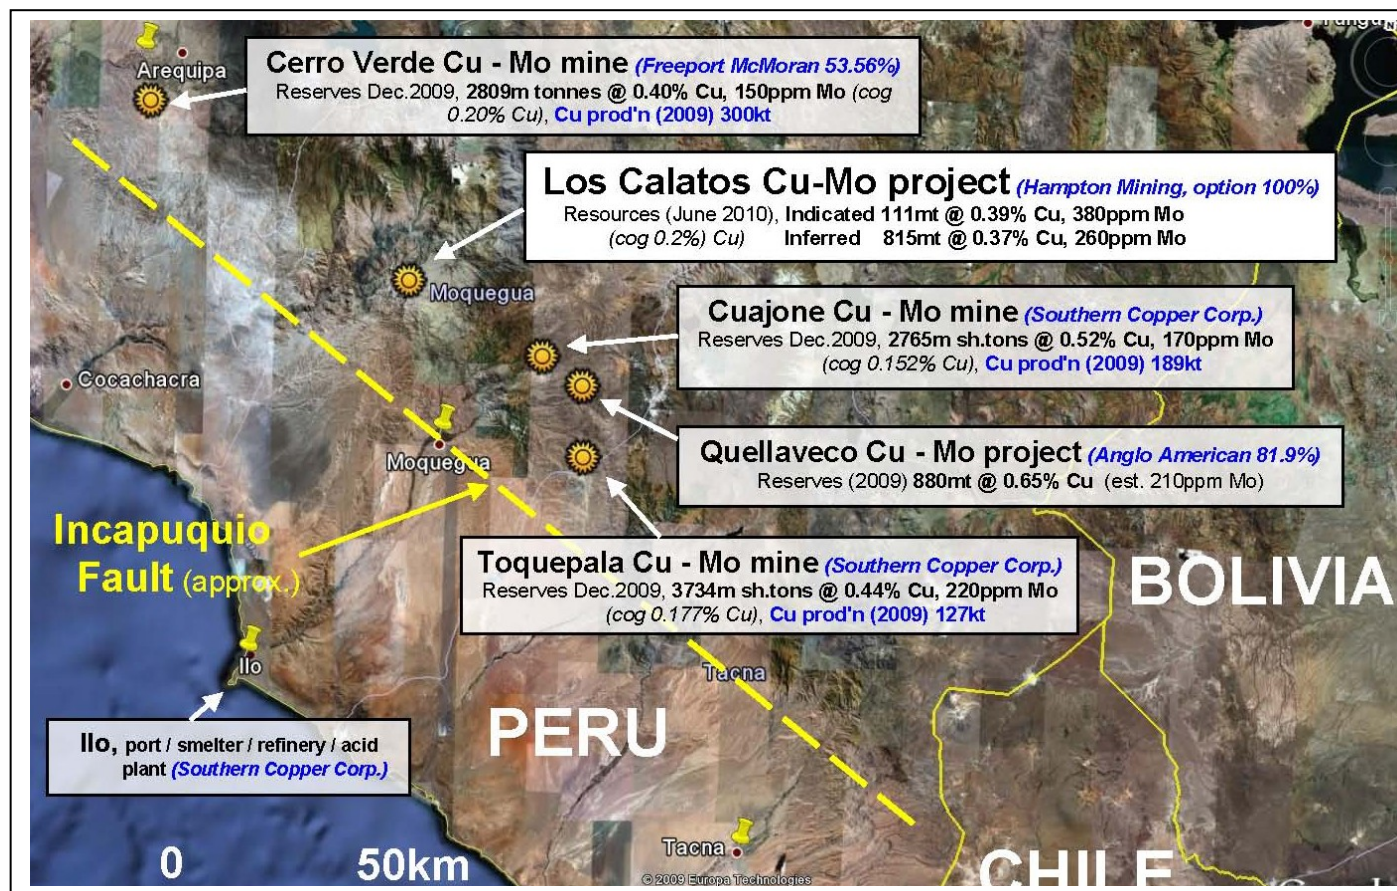 Arequipa
Cerro Verde Cu - Mo mine (Freeport McMoran 53.56%)
Reserves Dec.2009, 2809m tonnes @ 0.40% Cu, 150ppm Mo (cog
0.20% Cu), Cu prod'n (2009) 300kt
Los Calatos Cu-Mo project (Hampton Mining, option 100%)
Resources (June 2010), Indicated 111mt @ 0.39% Cu, 380ppm Mo
(cog 0.2%) Cu) Inferred 815mt @ 0.37% Cu, 260ppm Mo
Moquegua
Cuajone Cu - Mo mine (Southern Copper Corp.)
Reserves Dec.2009, 2765m sh.tons @ 0.52% Cu, 170ppm Mo
(cog 0.152% Cu), Cu prod'n (2009) 189kt
Cocachacra
Quellaveco Cu - Mo project (Anglo American 81.9%)
Reserves (2009) 880mt @ 0.65% Cu (est. 210ppm Mo)
Moquegua
Incapuquio
Fault (approx.)
Toquepala Cu - Mo mine (Southern Copper Corp.)
Reserves Dec.2009, 3734m sh.tons @ 0.44% Cu, 220ppm Mo
(cog 0.177% Cu), Cu prod'n (2009) 127kt
BOLIVIA
Ilo
Tacna
PERU
Ilo, port / smelter / refinery / acid
plant (Southern Copper Corp.)
Tacna
0 50km
CHILE
© 2009 Europa Technologies